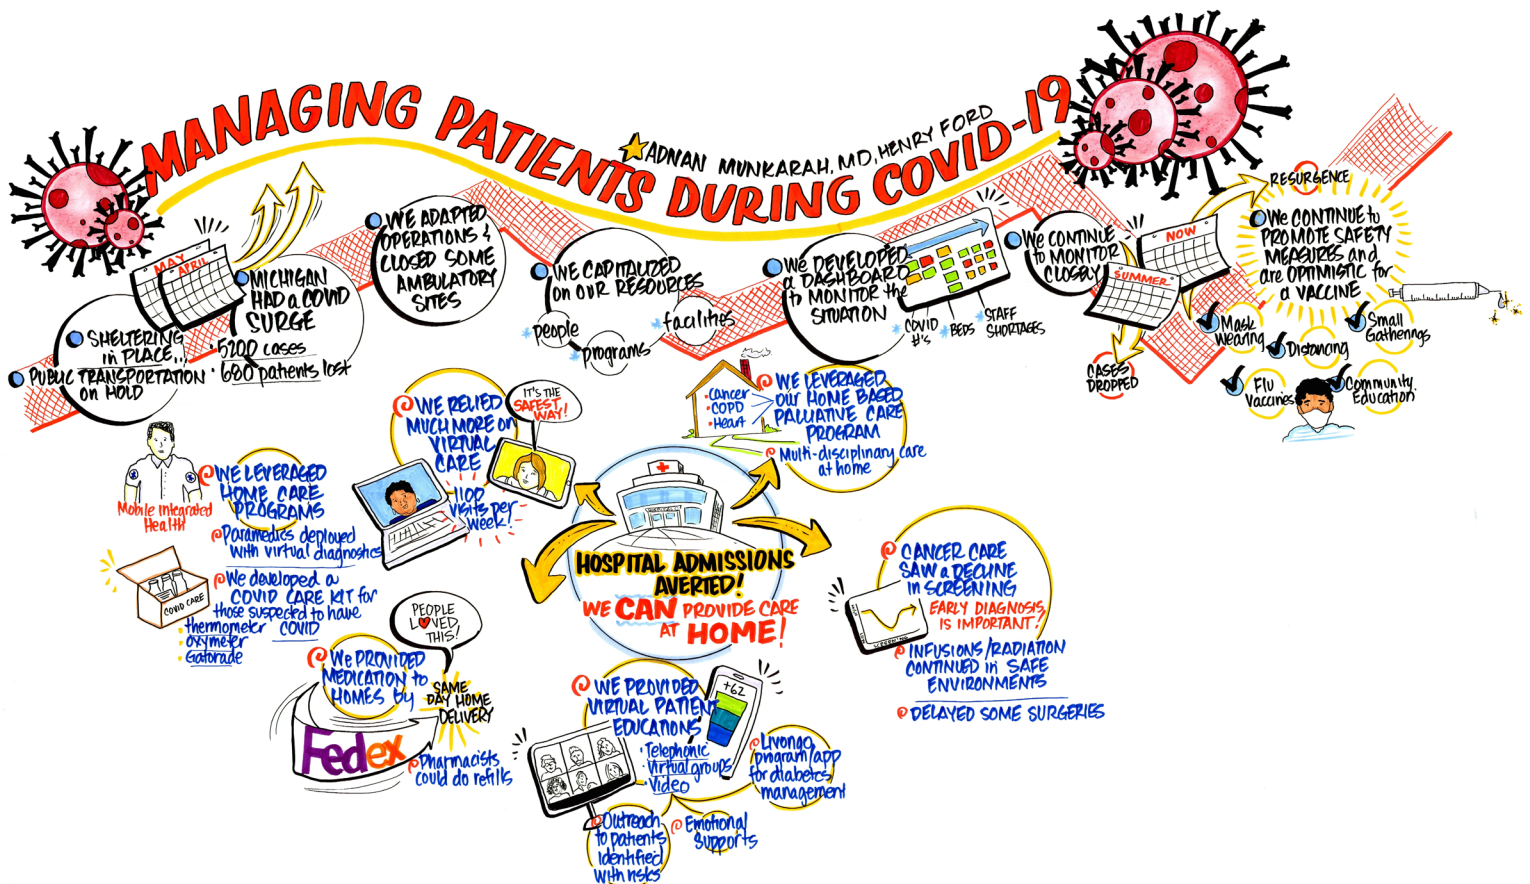 MANAGING PATIENTS DURING COVID-19
ADNAN MUNKARAH, MD, HENRY FORD
MAY
APRIL
SHELTERING
in PLACE...
PUBLIC TRANSPORTATION
ON HOLD
MICHIGAN
HAD a COVID
SURGE
· 5200 cases
· 680 patients lost
WE ADAPTED
OPERATIONS &
CLOSED SOME
AMBULATORY
SITES
WE CAPITALIZED
on OUR RESOURCES
* people
* programs
* facilities
We DEVELOPED
a DASHBOARD
to MONITOR the
SITUATION
* COVID
#'s
* BEDS
* STAFF
SHORTAGES
We CONTINUE
to MONITOR
CLOSELY
SUMMER
NOW
CASES
DROPPED
RESURGENCE
We CONTINUE to
PROMOTE SAFETY
MEASURES and
are OPTIMISTIC for
a VACCINE
Mask
Wearing
Distancing
Small
Gatherings
Flu
Vaccines
Community
Education
Mobile Integrated
Health
WE LEVERAGED
HOME CARE
PROGRAMS
Paramedics deployed
with virtual diagnostics
We developed a
COVID CARE KIT for
those suspected to have
COVID
· thermometer
· oxymeter
· Gatorade
COVID CARE
WE RELIED
MUCH MORE on
VIRTUAL
CARE
1100
VISITS per
week!
IT'S THE
SAFEST
WAY!
· Cancer
· COPD
· Heart
WE LEVERAGED
OUR HOME BASED
PALLIATIVE CARE
PROGRAM
Multi-disciplinary care
at home
HOSPITAL ADMISSIONS
AVERTED!
WE CAN PROVIDE CARE
AT HOME!
CANCER CARE
SAW a DECLINE
in SCREENING
EARLY DIAGNOSIS
IS IMPORTANT!
INFUSIONS/RADIATION
CONTINUED in SAFE
ENVIRONMENTS
DELAYED SOME SURGERIES
PEOPLE
LOVED
THIS!
We PROVIDED
MEDICATION to
HOMES by
SAME
DAY HOME
DELIVERY
Fedex
Pharmacists
could do refills
WE PROVIDED
VIRTUAL PATIENT
EDUCATIONS
· Telephonic
· Virtual groups
· Video
+62
Livongo
program/app
for diabetes
management
Outreach
to patients
identified
with risks
Emotional
Supports